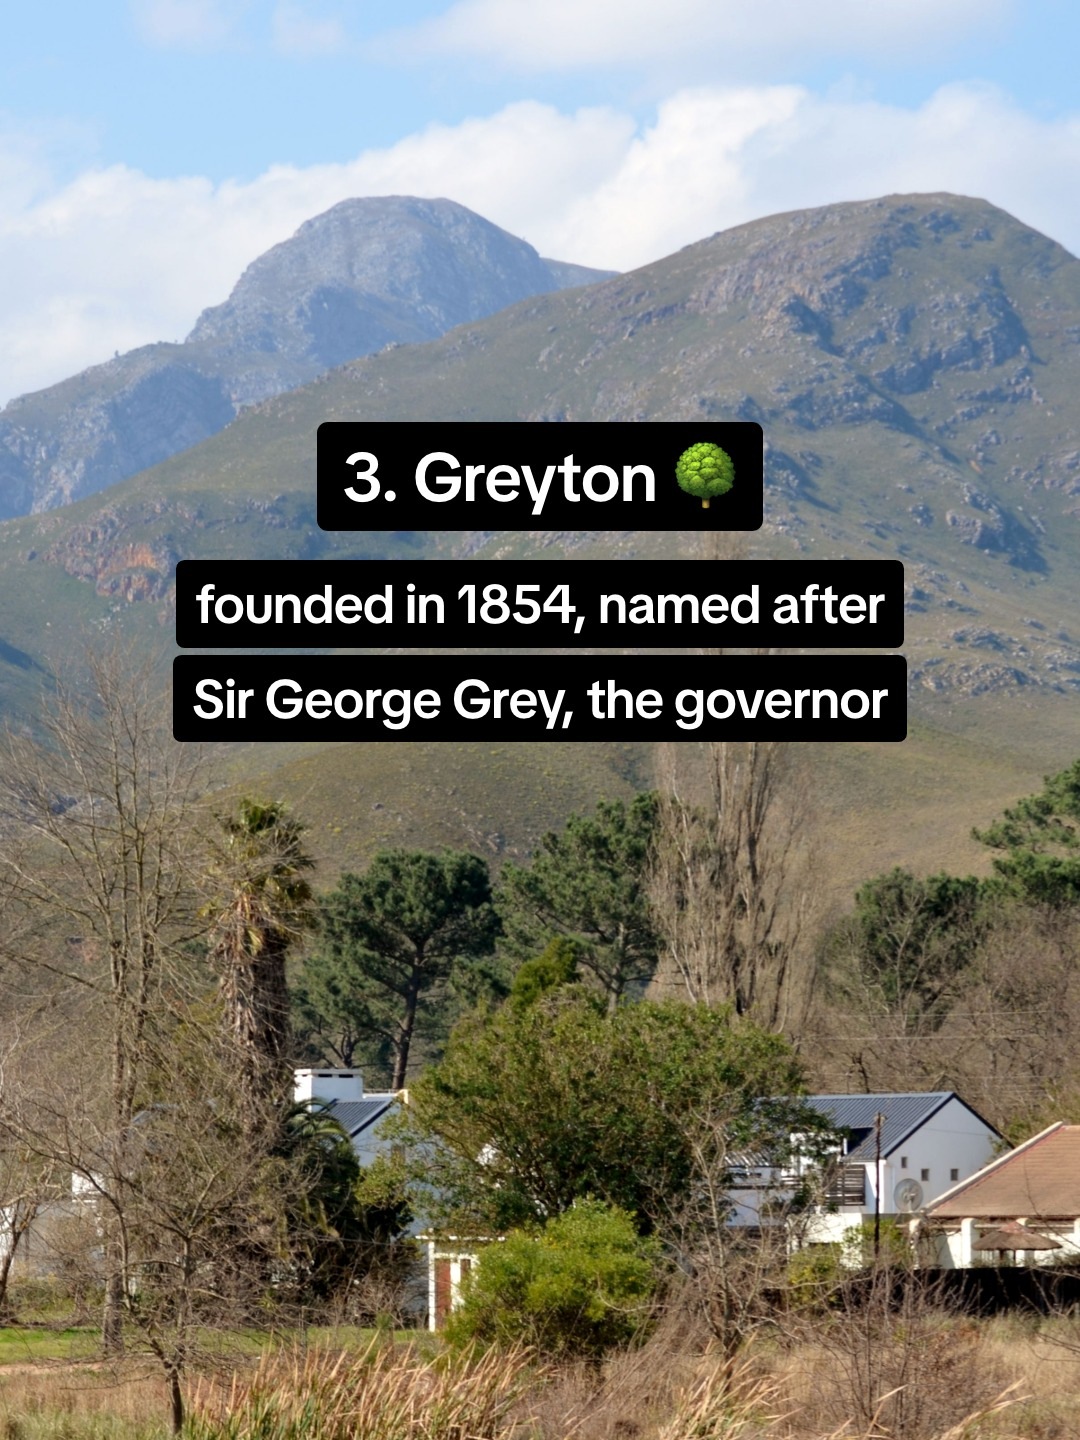 3. Greyton 🌳
founded in 1854, named after
Sir George Grey, the governor